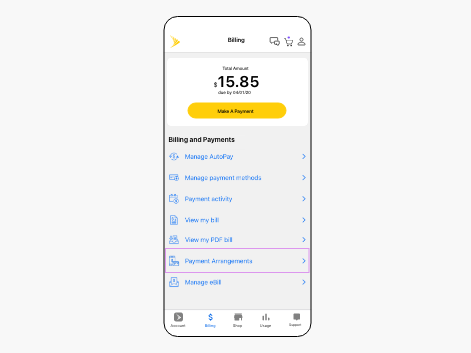 Billing
Total Amount
$15.85
due by 04/01/20
Make A Payment
Billing and Payments
Manage AutoPay
Manage payment methods
Payment activity
View my bill
View my PDF bill
Payment Arrangements
Manage eBill
Account
Billing
Shop
Usage
Support